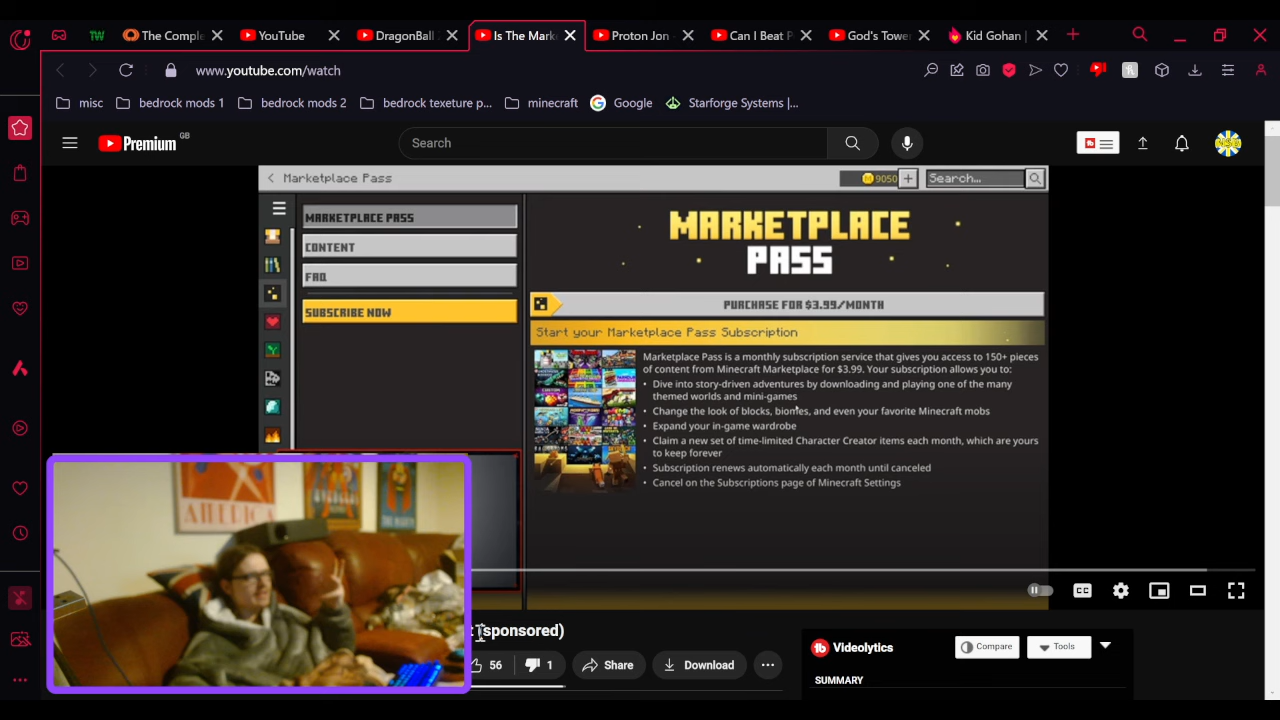 The Comple
YouTube
DragonBall
Is The Mark
Proton Jon -
Can I Beat P
God's Tower
Kid Gohan |
www.youtube.com/watch
misc
bedrock mods 1
bedrock mods 2
bedrock texeture p...
minecraft
Google
Starforge Systems |...
Premium GB
Search
Marketplace Pass
9050
Search...
MARKETPLACE PASS
CONTENT
FAQ
SUBSCRIBE NOW
MARKETPLACE
PASS
PURCHASE FOR $3.99/MONTH
Start your Marketplace Pass Subscription
Marketplace Pass is a monthly subscription service that gives you access to 150+ pieces
of content from Minecraft Marketplace for $3.99. Your subscription allows you to:
• Dive into story-driven adventures by downloading and playing one of the many
themed worlds and mini-games
• Change the look of blocks, biomes, and even your favorite Minecraft mobs
• Expand your in-game wardrobe
• Claim a new set of time-limited Character Creator items each month, which are yours
to keep forever
• Subscription renews automatically each month until canceled
• Cancel on the Subscriptions page of Minecraft Settings
AMERICA
CC
(sponsored)
56
1
Share
Download
Videolytics
Compare
Tools
SUMMARY